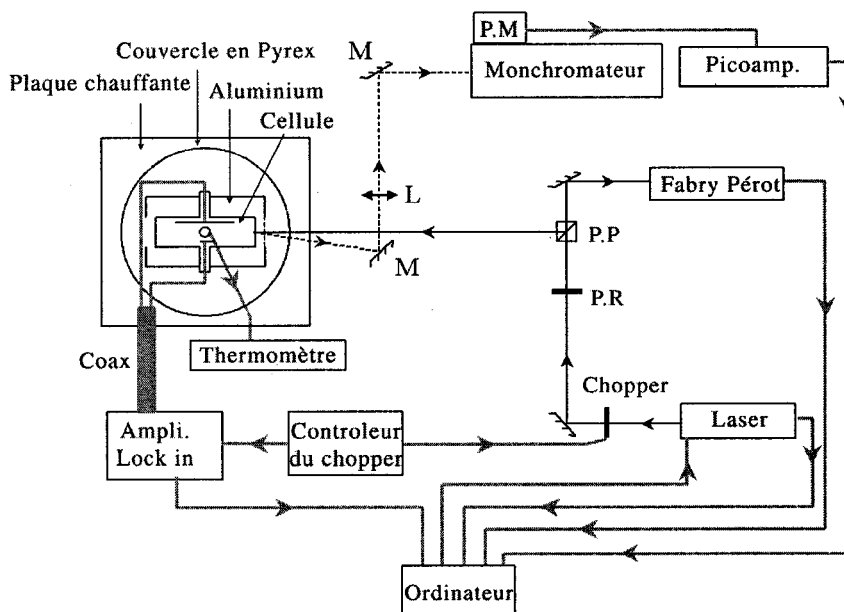 P.M
Couvercle en Pyrex
M
Monchromateur
Picoamp.
Plaque chauffante
Aluminium
Cellule
L
Fabry Pérot
P.P
M
P.R
Thermomètre
Coax
Chopper
Laser
Ampli.
Lock in
Controleur
du chopper
Ordinateur